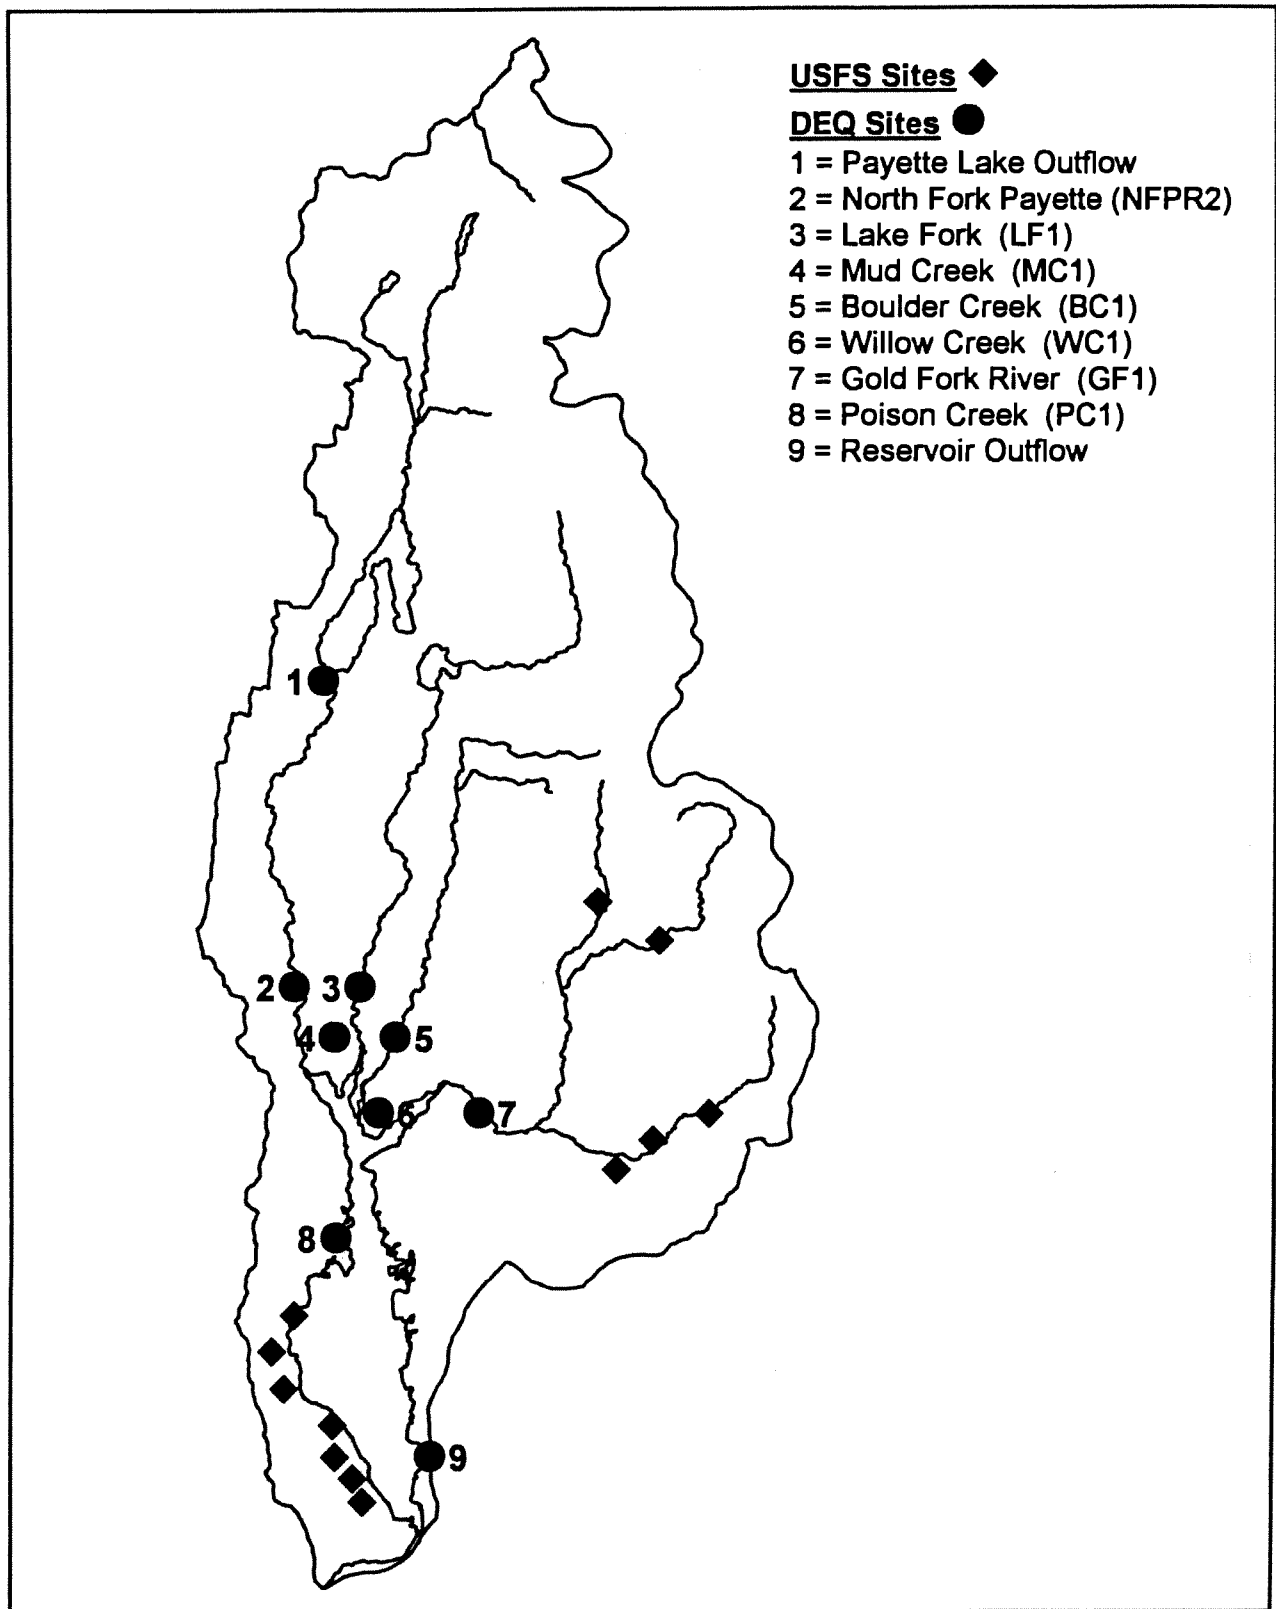 USFS Sites
DEQ Sites
1 = Payette Lake Outflow
2 = North Fork Payette (NFPR2)
3 = Lake Fork (LF1)
4 = Mud Creek (MC1)
5 = Boulder Creek (BC1)
6 = Willow Creek (WC1)
7 = Gold Fork River (GF1)
8 = Poison Creek (PC1)
9 = Reservoir Outflow
1
2
3
4
5
6
7
8
9